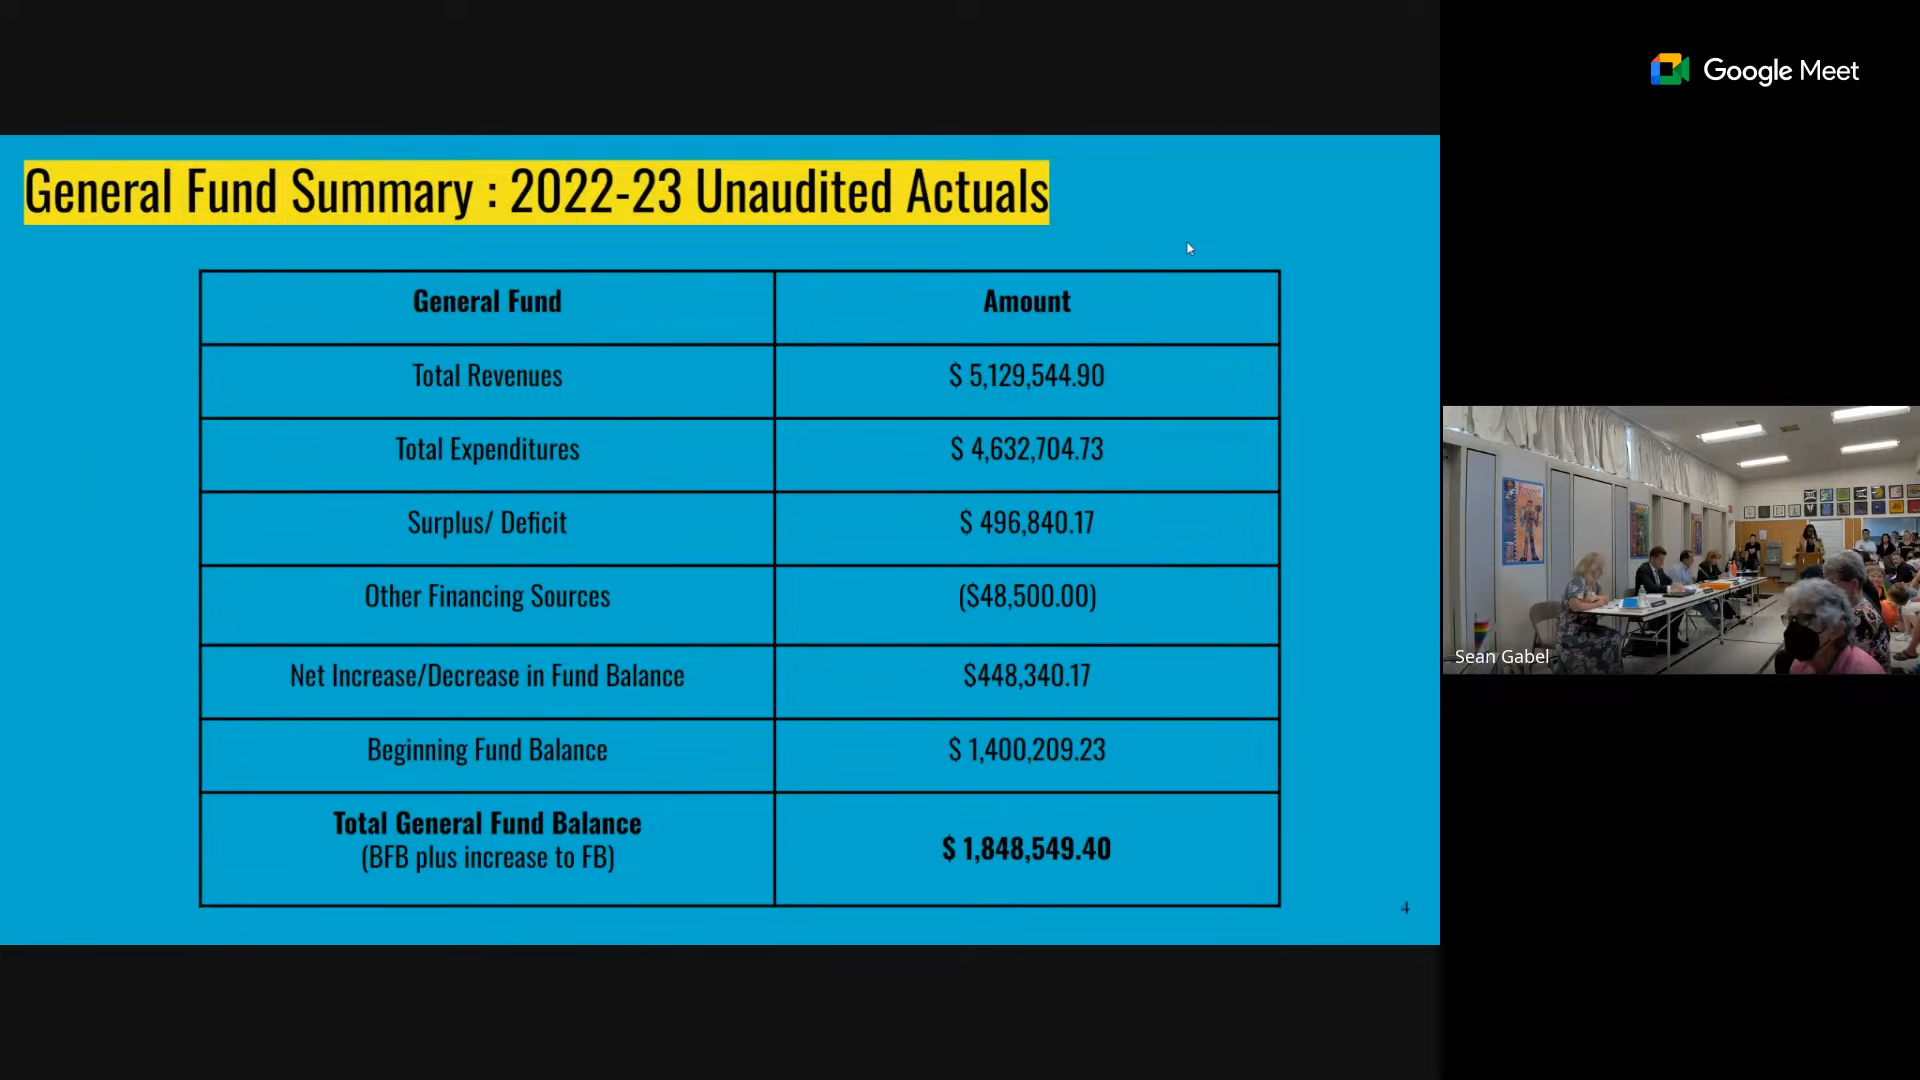 Google Meet
General Fund Summary : 2022-23 Unaudited Actuals
General Fund
Amount
Total Revenues
$ 5,129,544.90
Total Expenditures
$ 4,632,704.73
Surplus/ Deficit
$ 496,840.17
Other Financing Sources
($48,500.00)
Net Increase/Decrease in Fund Balance
$448,340.17
Beginning Fund Balance
$ 1,400,209.23
Total General Fund Balance
(BFB plus increase to FB)
$ 1,848,549.40
4
Sean Gabel